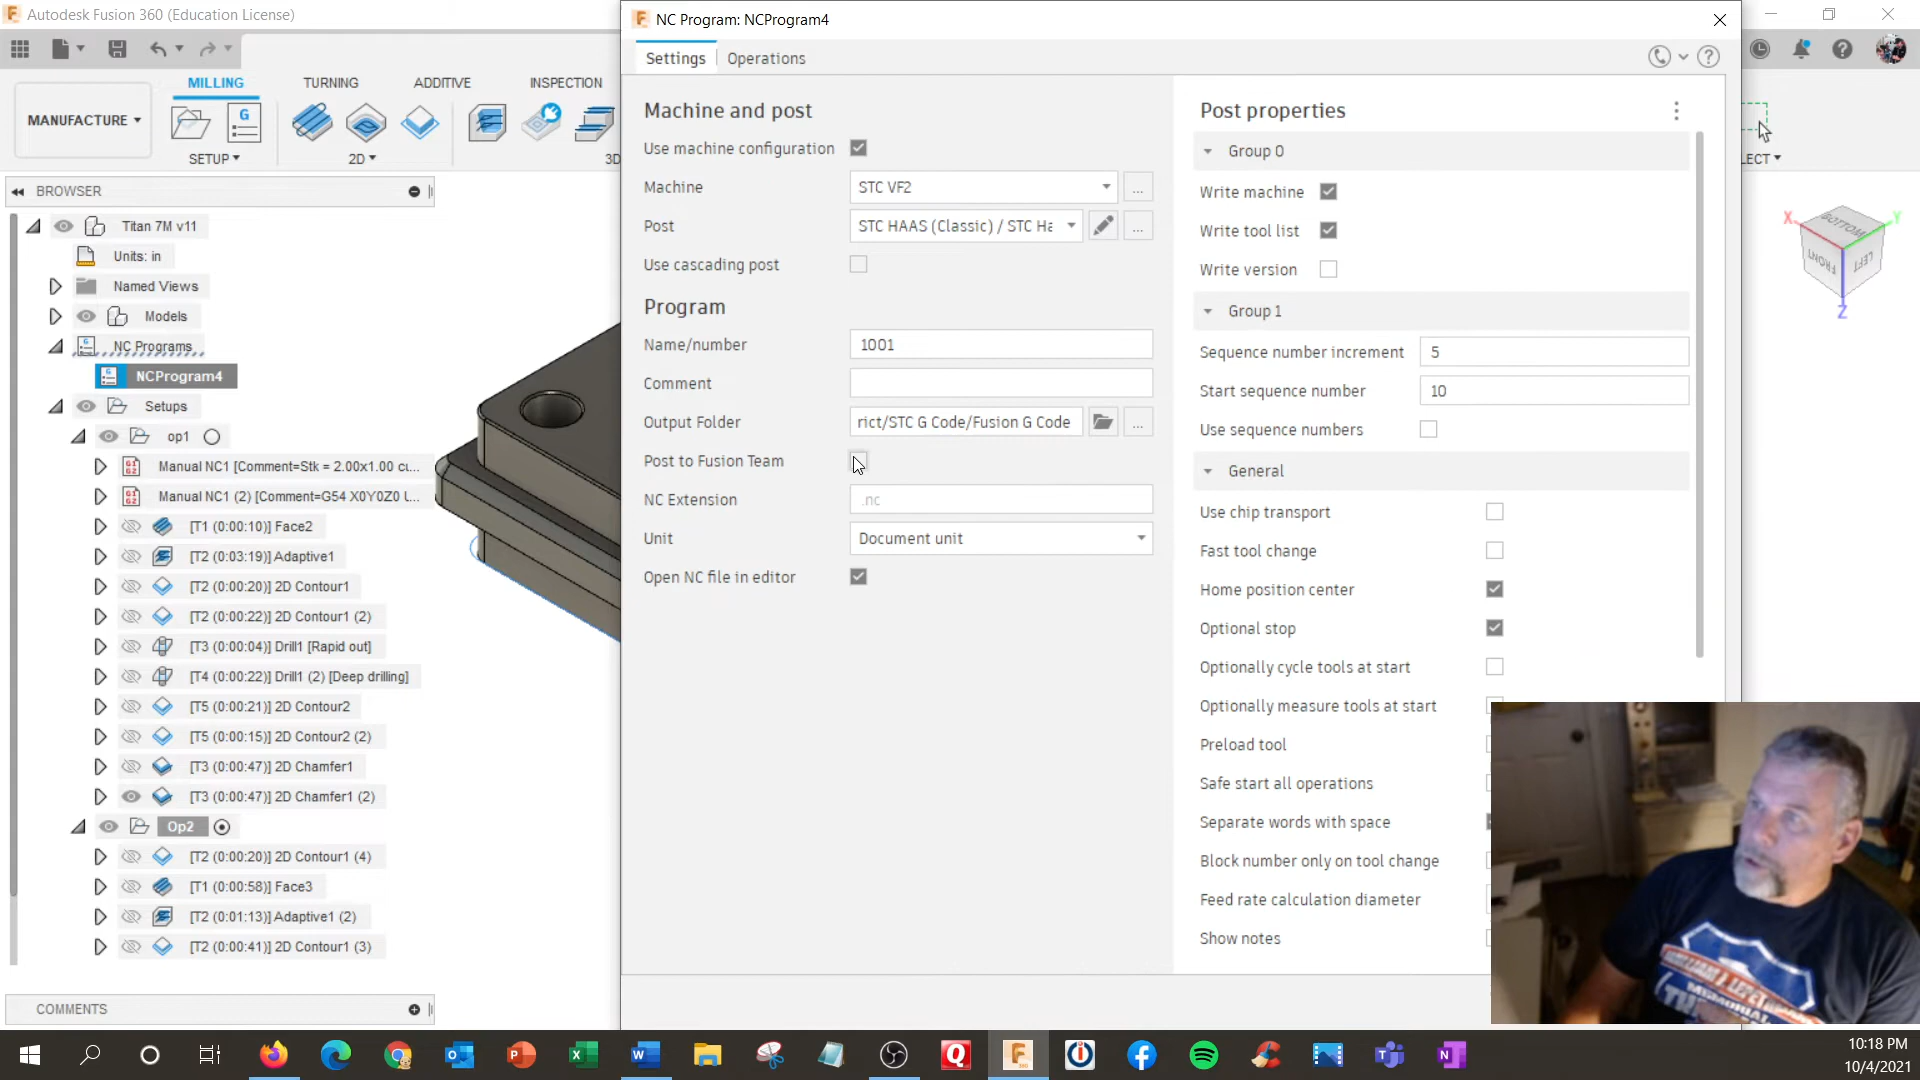 Autodesk Fusion 360 (Education License)
NC Program: NCProgram4
Settings
Operations
MILLING
TURNING
ADDITIVE
INSPECTION
MANUFACTURE
SETUP
2D
3D
LECT
BROWSER
Titan 7M v11
Units: in
Named Views
Models
NC Programs
NCProgram4
Setups
op1
Manual NC1 [Comment=Stk = 2.00x1.00 cu...
Manual NC1 (2) [Comment=G54 X0Y0Z0 L...
[T1 (0:00:10)] Face2
[T2 (0:03:19)] Adaptive1
[T2 (0:00:20)] 2D Contour1
[T2 (0:00:22)] 2D Contour1 (2)
[T3 (0:00:04)] Drill1 [Rapid out]
[T4 (0:00:22)] Drill1 (2) [Deep drilling]
[T5 (0:00:21)] 2D Contour2
[T5 (0:00:15)] 2D Contour2 (2)
[T3 (0:00:47)] 2D Chamfer1
[T3 (0:00:47)] 2D Chamfer1 (2)
Op2
[T2 (0:00:20)] 2D Contour1 (4)
[T1 (0:00:58)] Face3
[T2 (0:01:13)] Adaptive1 (2)
[T2 (0:00:41)] 2D Contour1 (3)
COMMENTS
Machine and post
Use machine configuration
Machine
STC VF2
Post
STC HAAS (Classic) / STC Ha
Use cascading post
Program
Name/number
1001
Comment
Output Folder
rict/STC G Code/Fusion G Code
Post to Fusion Team
NC Extension
.nc
Unit
Document unit
Open NC file in editor
Post properties
Group 0
Write machine
Write tool list
Write version
Group 1
Sequence number increment
5
Start sequence number
10
Use sequence numbers
General
Use chip transport
Fast tool change
Home position center
Optional stop
Optionally cycle tools at start
Optionally measure tools at start
Preload tool
Safe start all operations
Separate words with space
Block number only on tool change
Feed rate calculation diameter
Show notes
X
Y
Z
BOTTOM
FRONT
LEFT
10:18 PM
10/4/2021